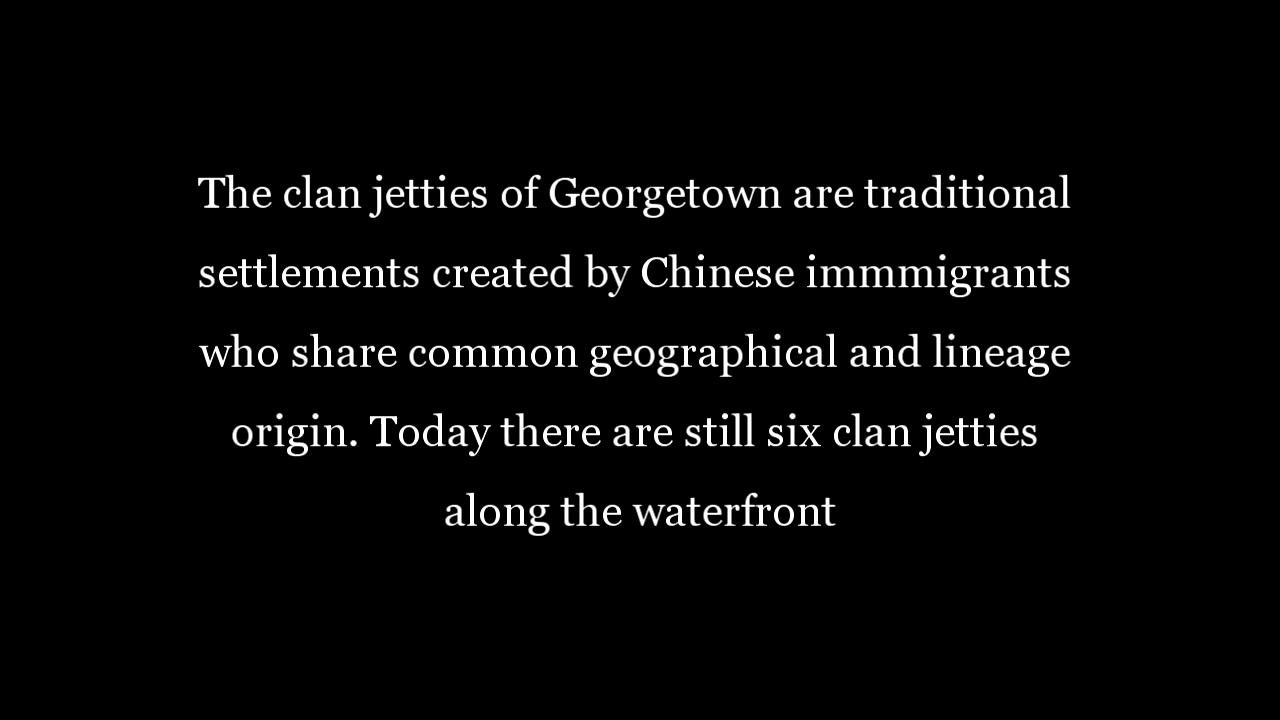 The clan jetties of Georgetown are traditional
settlements created by Chinese immmigrants
who share common geographical and lineage
origin. Today there are still six clan jetties
along the waterfront